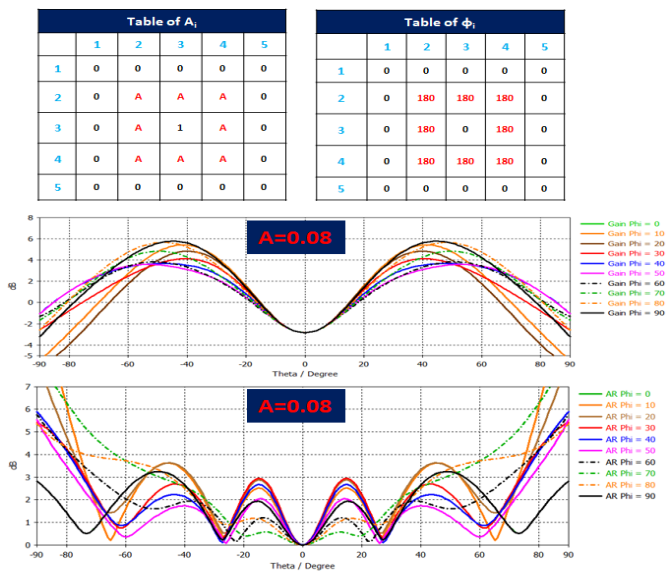 Table of Aᵢ
1 2 3 4 5
1 0 0 0 0 0
2 0 A A A 0
3 0 A 1 A 0
4 0 A A A 0
5 0 0 0 0 0
Table of ϕᵢ
1 2 3 4 5
1 0 0 0 0 0
2 0 180 180 180 0
3 0 180 0 180 0
4 0 180 180 180 0
5 0 0 0 0 0
A=0.08
8
6
4
2
0
-2
-4
-5
dB
-90 -80 -60 -40 -20 0 20 40 60 80 90
Theta / Degree
Gain Phi = 0
Gain Phi = 10
Gain Phi = 20
Gain Phi = 30
Gain Phi = 40
Gain Phi = 50
Gain Phi = 60
Gain Phi = 70
Gain Phi = 80
Gain Phi = 90
A=0.08
7
6
5
4
3
2
1
0
dB
-90 -80 -60 -40 -20 0 20 40 60 80 90
Theta / Degree
AR Phi = 0
AR Phi = 10
AR Phi = 20
AR Phi = 30
AR Phi = 40
AR Phi = 50
AR Phi = 60
AR Phi = 70
AR Phi = 80
AR Phi = 90